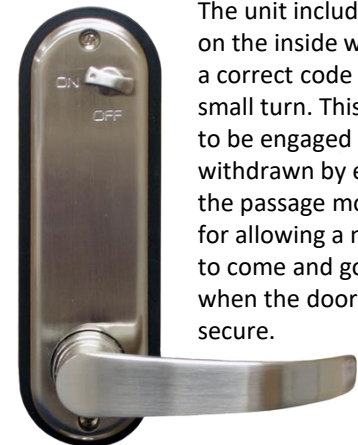 The unit includ
on the inside w
a correct code
small turn. This
to be engaged
withdrawn by e
the passage mo
for allowing a
to come and go
when the door
secure.
ON
OFF